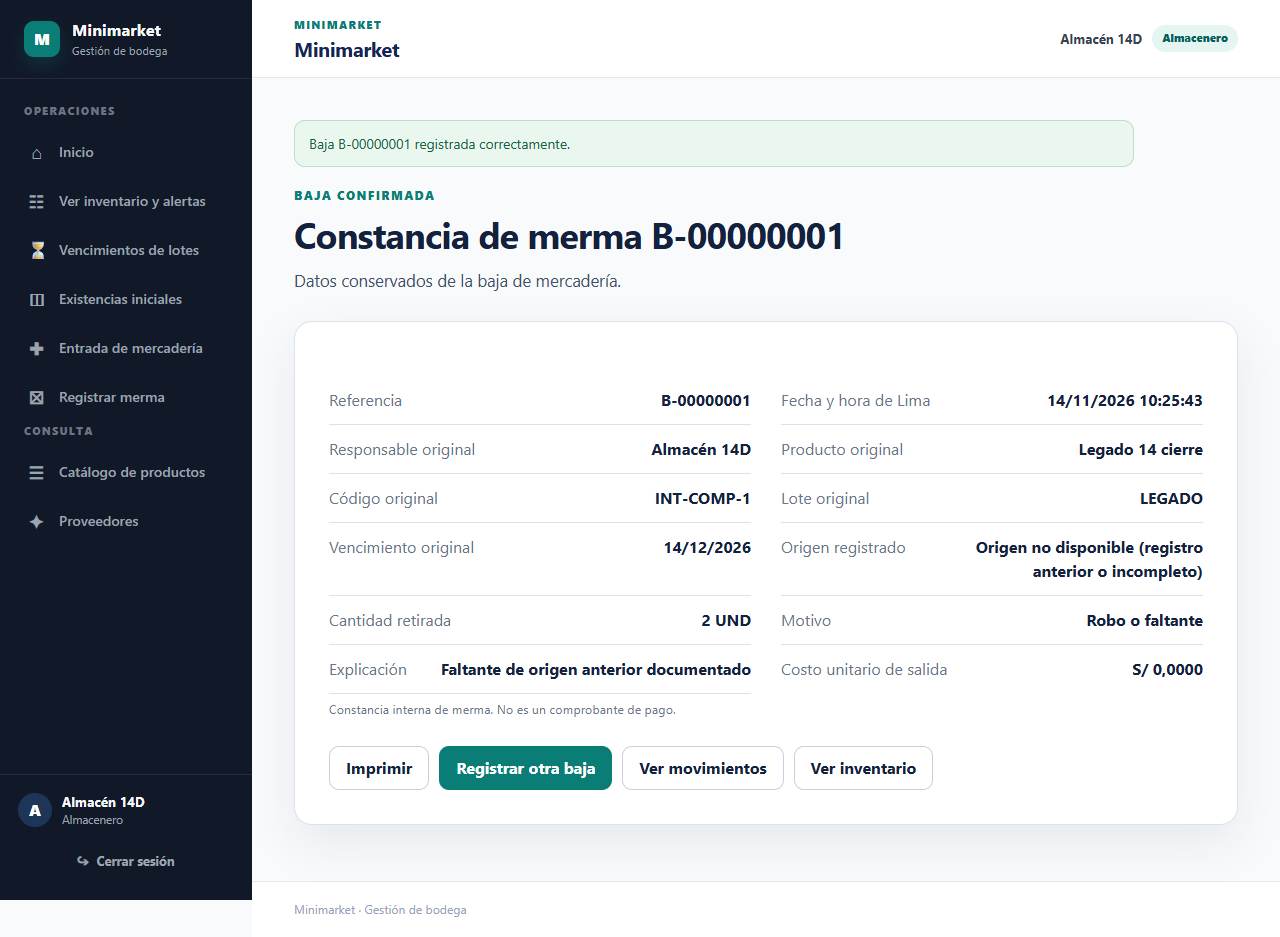 M
Minimarket
Gestión de bodega
OPERACIONES
Inicio
Ver inventario y alertas
Vencimientos de lotes
Existencias iniciales
Entrada de mercadería
Registrar merma
CONSULTA
Catálogo de productos
Proveedores
A
Almacén 14D
Almacenero
Cerrar sesión
MINIMARKET
Minimarket
Almacén 14D
Almacenero
Baja B-00000001 registrada correctamente.
BAJA CONFIRMADA
Constancia de merma B-00000001
Datos conservados de la baja de mercadería.
Referencia B-00000001
Fecha y hora de Lima 14/11/2026 10:25:43
Responsable original Almacén 14D
Producto original Legado 14 cierre
Código original INT-COMP-1
Lote original LEGADO
Vencimiento original 14/12/2026
Origen registrado Origen no disponible (registro
anterior o incompleto)
Cantidad retirada 2 UND
Motivo Robo o faltante
Explicación Faltante de origen anterior documentado
Costo unitario de salida S/ 0,0000
Constancia interna de merma. No es un comprobante de pago.
Imprimir
Registrar otra baja
Ver movimientos
Ver inventario
Minimarket · Gestión de bodega